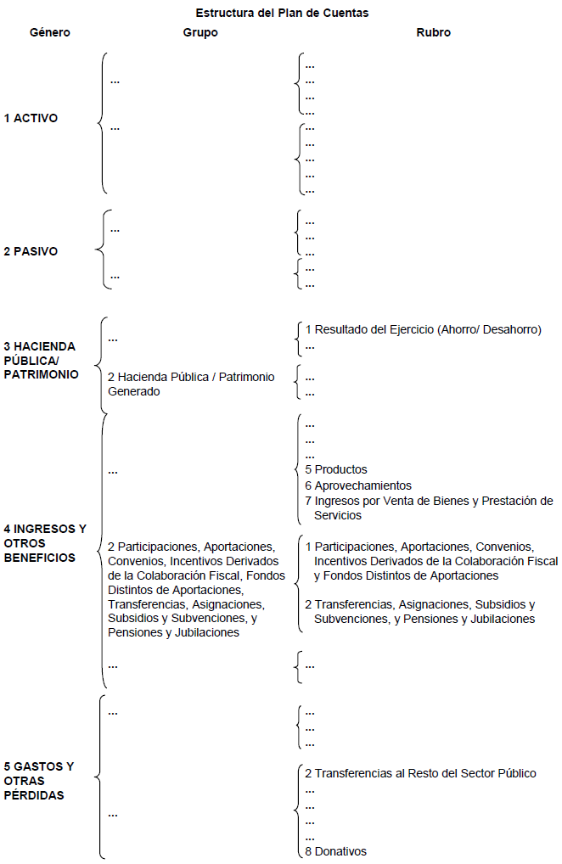 Estructura del Plan de Cuentas
Género Grupo Rubro
1 ACTIVO
...
...
...
...
...
...
...
...
...
...
...
2 PASIVO
...
...
...
...
...
...
...
3 HACIENDA
PÚBLICA/
PATRIMONIO
...
1 Resultado del Ejercicio (Ahorro/ Desahorro)
...
2 Hacienda Pública / Patrimonio
Generado
...
...
4 INGRESOS Y
OTROS
BENEFICIOS
...
...
...
...
5 Productos
6 Aprovechamientos
7 Ingresos por Venta de Bienes y Prestación de
Servicios
2 Participaciones, Aportaciones,
Convenios, Incentivos Derivados
de la Colaboración Fiscal, Fondos
Distintos de Aportaciones,
Transferencias, Asignaciones,
Subsidios y Subvenciones, y
Pensiones y Jubilaciones
1 Participaciones, Aportaciones, Convenios,
Incentivos Derivados de la Colaboración Fiscal
y Fondos Distintos de Aportaciones
2 Transferencias, Asignaciones, Subsidios y
Subvenciones, y Pensiones y Jubilaciones
...
...
5 GASTOS Y
OTRAS
PÉRDIDAS
...
...
...
...
...
2 Transferencias al Resto del Sector Público
...
...
...
...
8 Donativos